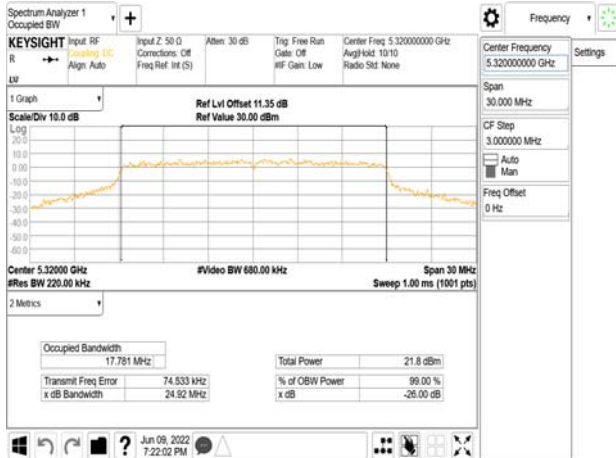 Spectrum Analyzer 1
Occupied BW
Frequency
KEYSIGHT
R
Input: RF
Coupling: DC
Align: Auto
Input Z: 50 Ω
Corrections: Off
Freq Ref: Int (S)
Atten: 30 dB
Trig: Free Run
Gate: Off
#IF Gain: Low
Center Freq: 5.320000000 GHz
Avg|Hold: 10/10
Radio Std: None
1 Graph
Scale/Div 10.0 dB
Ref Lvl Offset 11.35 dB
Ref Value 30.00 dBm
Log
20.0
10.0
0.00
-10.0
-20.0
-30.0
-40.0
-50.0
-60.0
Center 5.32000 GHz
#Res BW 220.00 kHz
#Video BW 680.00 kHz
Span 30 MHz
Sweep 1.00 ms (1001 pts)
2 Metrics
Occupied Bandwidth
17.781 MHz
Total Power 21.8 dBm
Transmit Freq Error 74.533 kHz
% of OBW Power 99.00 %
x dB Bandwidth 24.92 MHz
x dB -26.00 dB
?
Jun 09, 2022
7:22:02 PM
Center Frequency
5.320000000 GHz
Settings
Span
30.000 MHz
CF Step
3.000000 MHz
Auto
Man
Freq Offset
0 Hz